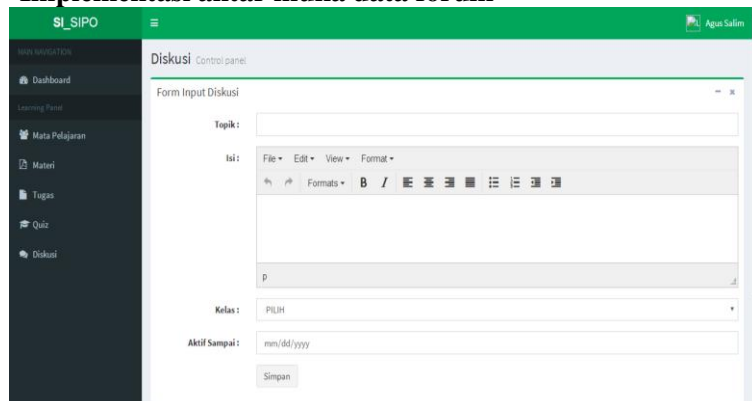 Implementasi antar muka data forum
SI_SIPO
Agus Salim
MAIN NAVIGATION
Dashboard
Learning Panel
Mata Pelajaran
Materi
Tugas
Quiz
Diskusi
Diskusi Control panel
Form Input Diskusi
Topik :
Isi :
File Edit View Format
Formats B I
p
Kelas :
PILIH
Aktif Sampai :
mm/dd/yyyy
Simpan